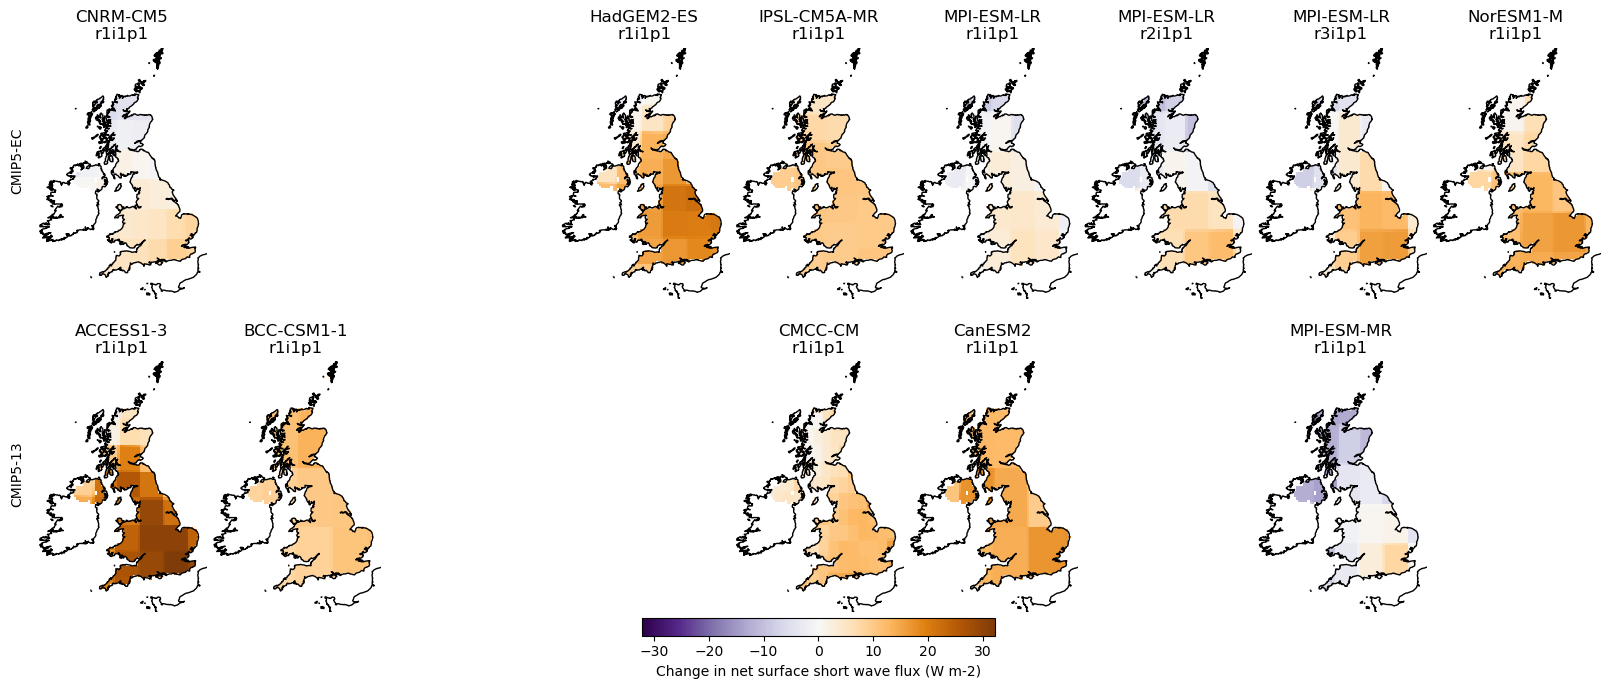 CNRM-CM5
r1i1p1
HadGEM2-ES
r1i1p1
IPSL-CM5A-MR
r1i1p1
MPI-ESM-LR
r1i1p1
MPI-ESM-LR
r2i1p1
MPI-ESM-LR
r3i1p1
NorESM1-M
r1i1p1
CMIP5-EC
ACCESS1-3
r1i1p1
BCC-CSM1-1
r1i1p1
CMCC-CM
r1i1p1
CanESM2
r1i1p1
MPI-ESM-MR
r1i1p1
CMIP5-13
−30 −20 −10 0 10 20 30
Change in net surface short wave flux (W m-2)